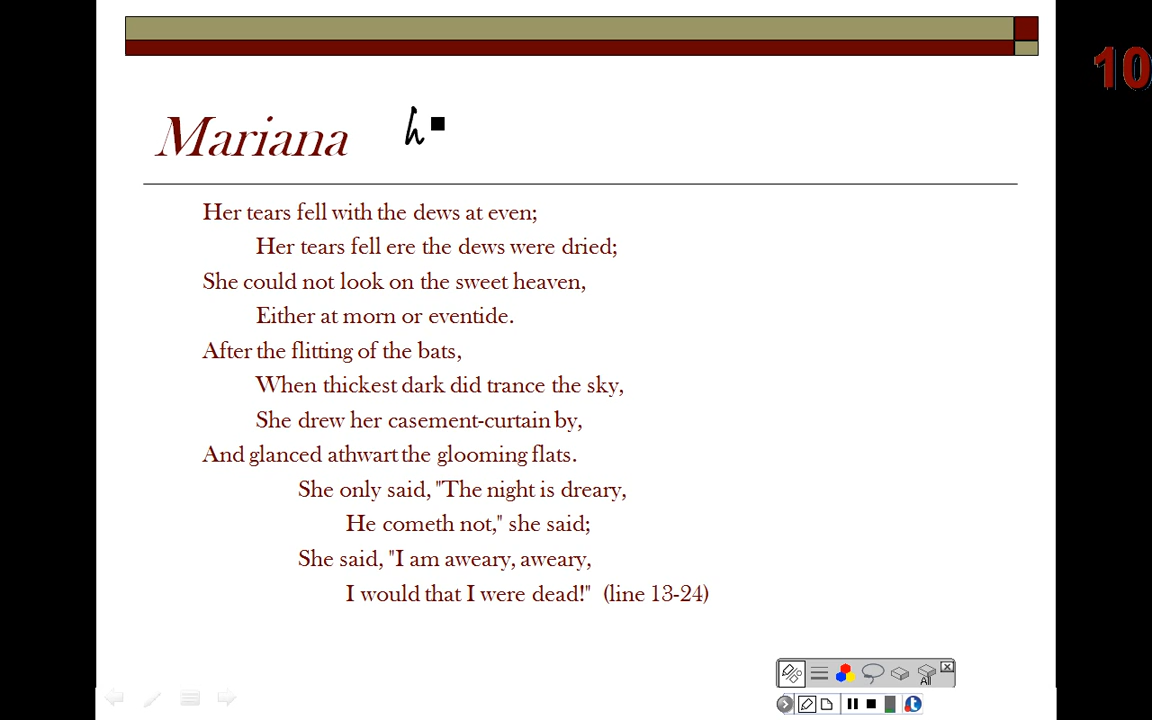 10
Mariana h
Her tears fell with the dews at even;
Her tears fell ere the dews were dried;
She could not look on the sweet heaven,
Either at morn or eventide.
After the flitting of the bats,
When thickest dark did trance the sky,
She drew her casement-curtain by,
And glanced athwart the glooming flats.
She only said, "The night is dreary,
He cometh not," she said;
She said, "I am aweary, aweary,
I would that I were dead!" (line 13-24)
All